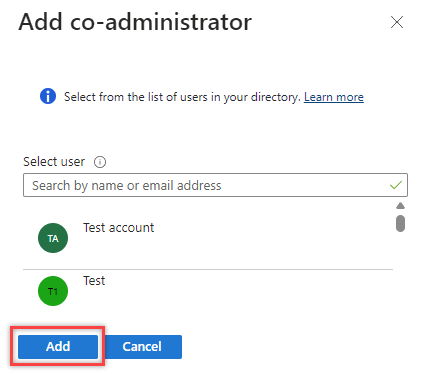 Add co-administrator
Select from the list of users in your directory. Learn more
Select user
Search by name or email address
TA
Test account
T1
Test
Add
Cancel